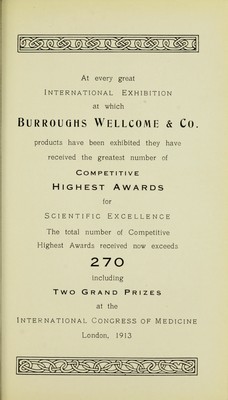 At every great
INTERNATIONAL EXHIBITION
at which
BURROUGHS WELLCOME & CO.
products have been exhibited they have
received the greatest number of
COMPETITIVE
HIGHEST AWARDS
for
SCIENTIFIC EXCELLENCE
The total number of Competitive
Highest Awards received now exceeds
270
including
TWO GRAND PRIZES
at the
INTERNATIONAL CONGRESS OF MEDICINE
London, 1913